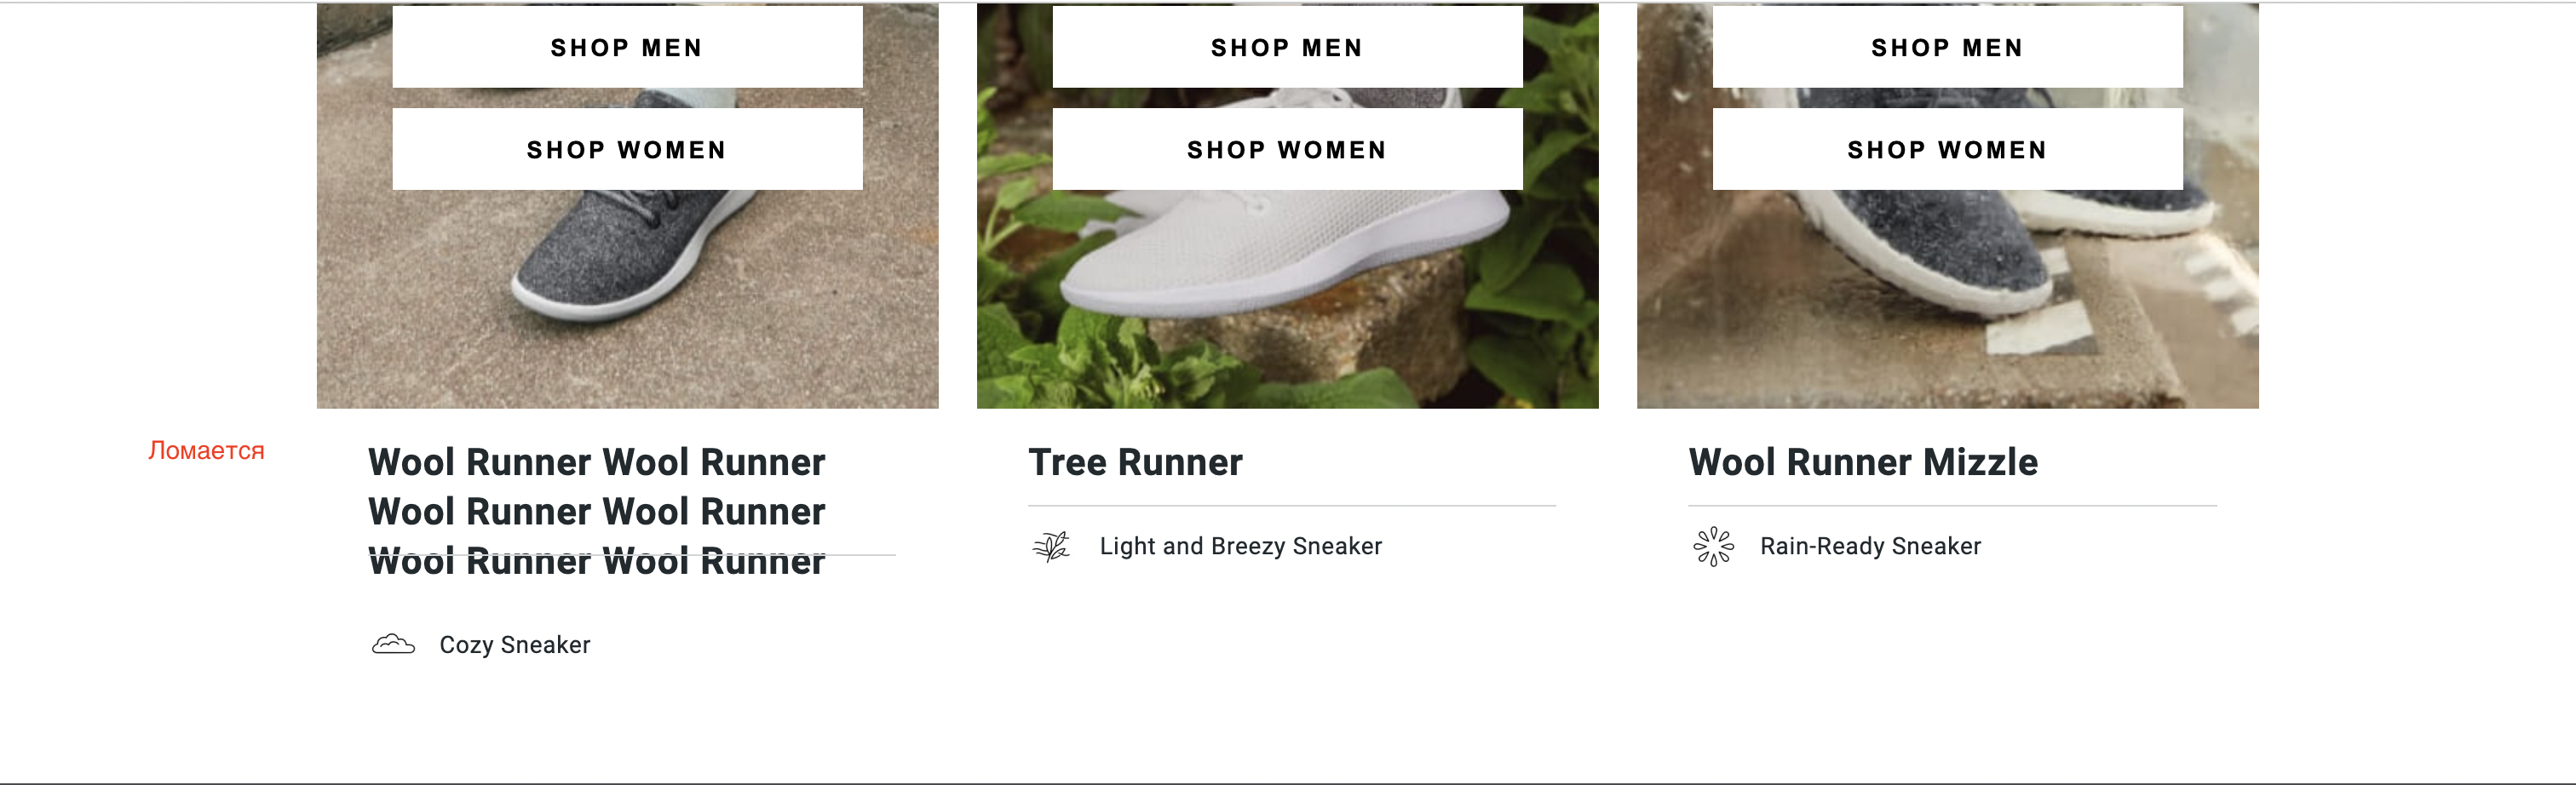 SHOP MEN
SHOP WOMEN
SHOP MEN
SHOP WOMEN
SHOP MEN
SHOP WOMEN
Ломается
Wool Runner Wool Runner
Wool Runner Wool Runner
Wool Runner Wool Runner
Cozy Sneaker
Tree Runner
Light and Breezy Sneaker
Wool Runner Mizzle
Rain-Ready Sneaker